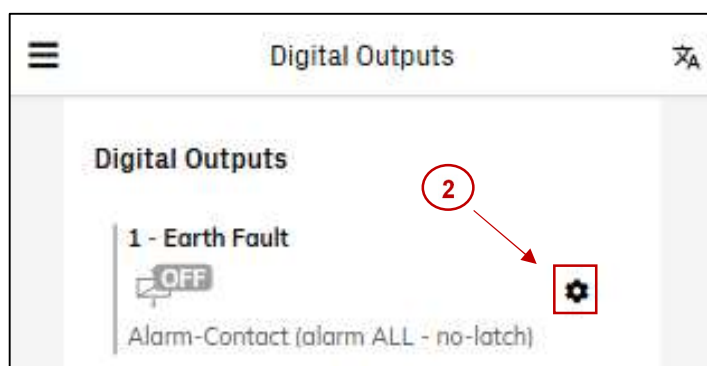 Digital Outputs
Digital Outputs
2
1 - Earth Fault
OFF
Alarm-Contact (alarm ALL - no-latch)